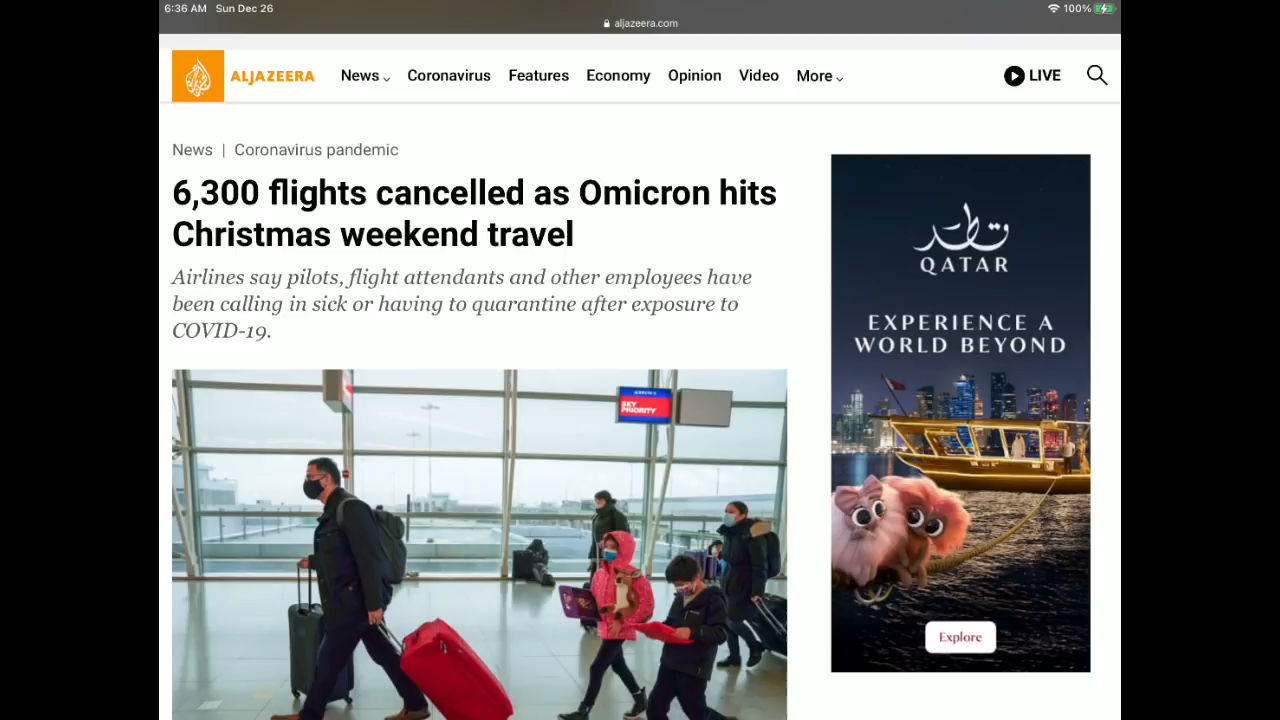 6:36 AM Sun Dec 26
aljazeera.com
100%
ALJAZEERA
News Coronavirus Features Economy Opinion Video More
LIVE
News | Coronavirus pandemic
6,300 flights cancelled as Omicron hits
Christmas weekend travel
Airlines say pilots, flight attendants and other employees have
been calling in sick or having to quarantine after exposure to
COVID-19.
DELTA
SKY
PRIORITY
قطر
QATAR
EXPERIENCE A
WORLD BEYOND
Explore